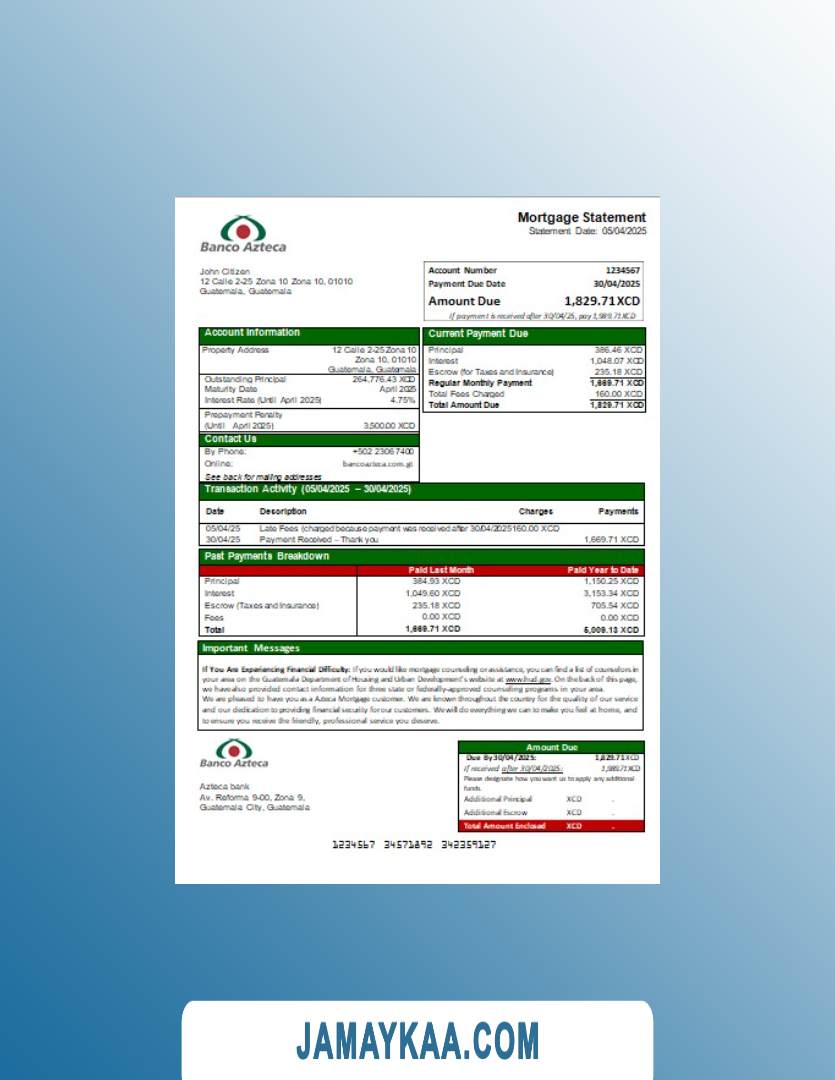 Banco Azteca
Mortgage Statement
Statement Date: 05/04/2025
John Citizen
12 Calle 2-25 Zona 10 Zona 10, 01010
Guatemala, Guatemala
Account Number 1234567
Payment Due Date 30/04/2025
Amount Due 1,829.71XCD
If payment is received after 30/04/25, pay 1,989.71XCD
Account Information
Property Address 12 Calle 2-25 Zona 10
Zona 10, 01010
Guatemala, Guatemala
Outstanding Principal 264,776.43 XCD
Maturity Date April 2025
Interest Rate (Until April 2025) 4.75%
Prepayment Penalty
(Until April 2025) 3,500.00 XCD
Contact Us
By Phone: +502 2306 7400
Online: bancoazteca.com.gt
See back for mailing addresses
Current Payment Due
Principal 386.46 XCD
Interest 1,048.07 XCD
Escrow (for Taxes and Insurance) 235.18 XCD
Regular Monthly Payment 1,669.71 XCD
Total Fees Charged 160.00 XCD
Total Amount Due 1,829.71 XCD
Transaction Activity (05/04/2025 – 30/04/2025)
Date Description Charges Payments
05/04/25 Late Fees (charged because payment was received after 30/04/2025 160.00 XCD
30/04/25 Payment Received – Thank you 1,669.71 XCD
Past Payments Breakdown
Paid Last Month Paid Year to Date
Principal 384.93 XCD 1,150.25 XCD
Interest 1,049.60 XCD 3,153.34 XCD
Escrow (Taxes and Insurance) 235.18 XCD 705.54 XCD
Fees 0.00 XCD 0.00 XCD
Total 1,669.71 XCD 5,009.13 XCD
Important Messages
If You Are Experiencing Financial Difficulty: If you would like mortgage counseling or assistance, you can find a list of counselors in
your area on the Guatemala Department of Housing and Urban Development's website at www.hud.gov. On the back of this page,
we have also provided contact information for three state or federally-approved counseling programs in your area.
We are pleased to have you as a Azteca Mortgage customer. We are known throughout the country for the quality of our service
and our dedication to providing financial security for our customers. We will do everything we can to make you feel at home, and
to ensure you receive the friendly, professional service you deserve.
Banco Azteca
Azteca bank
Av. Reforma 9-00, Zona 9,
Guatemala City, Guatemala
Amount Due
Due By 30/04/2025: 1,829.71XCD
If received after 30/04/2025: 1,989.71XCD
Please designate how you want us to apply any additional
funds.
Additional Principal XCD -
Additional Escrow XCD -
Total Amount Enclosed XCD -
1234567 34571892 342359127
JAMAYKAA.COM